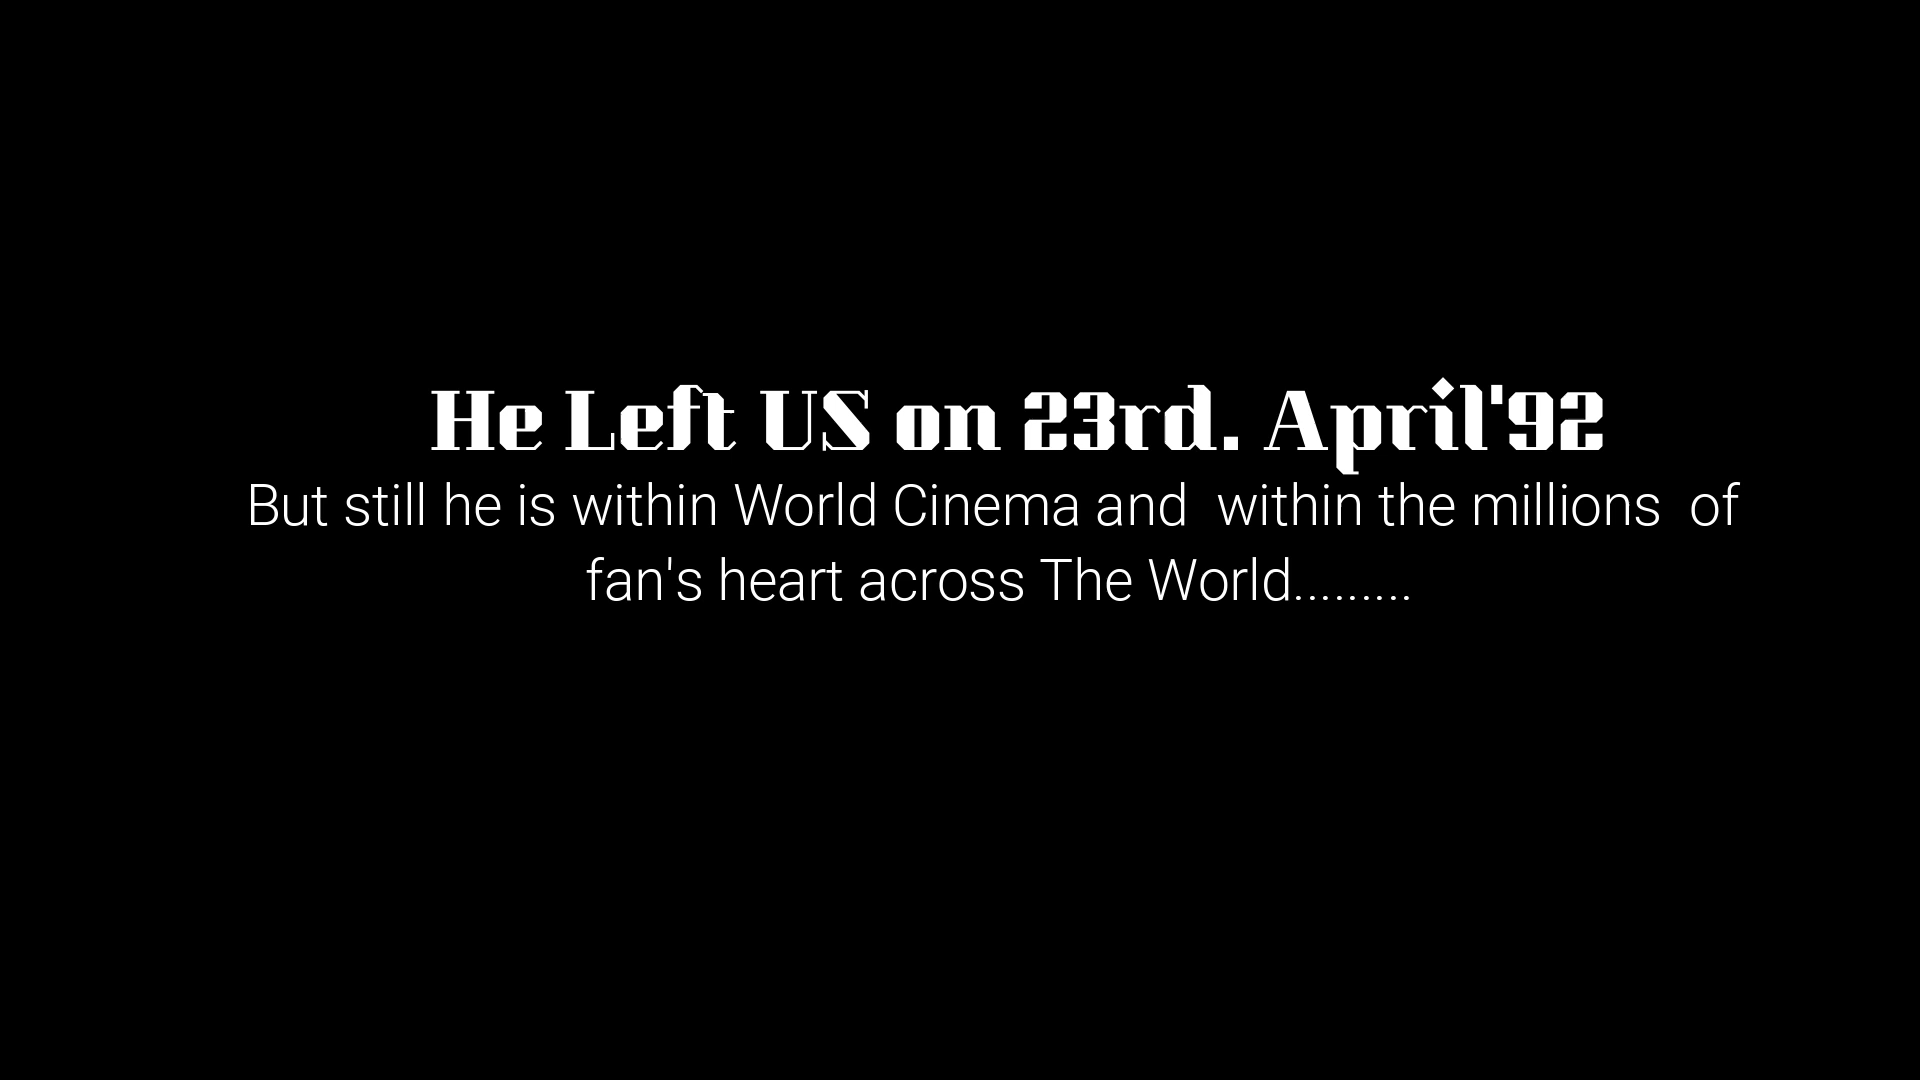 He Left US on 23rd. April'92
But still he is within World Cinema and  within the millions  of
fan's heart across The World.........